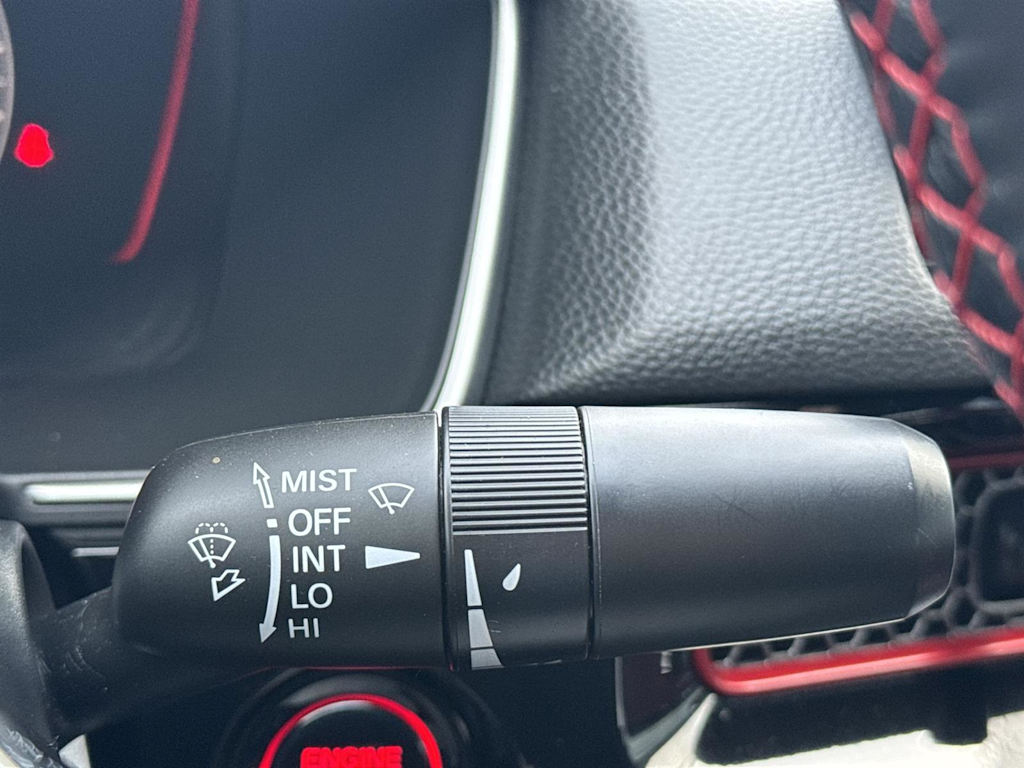 MIST
OFF
INT
LO
HI
ENGINE